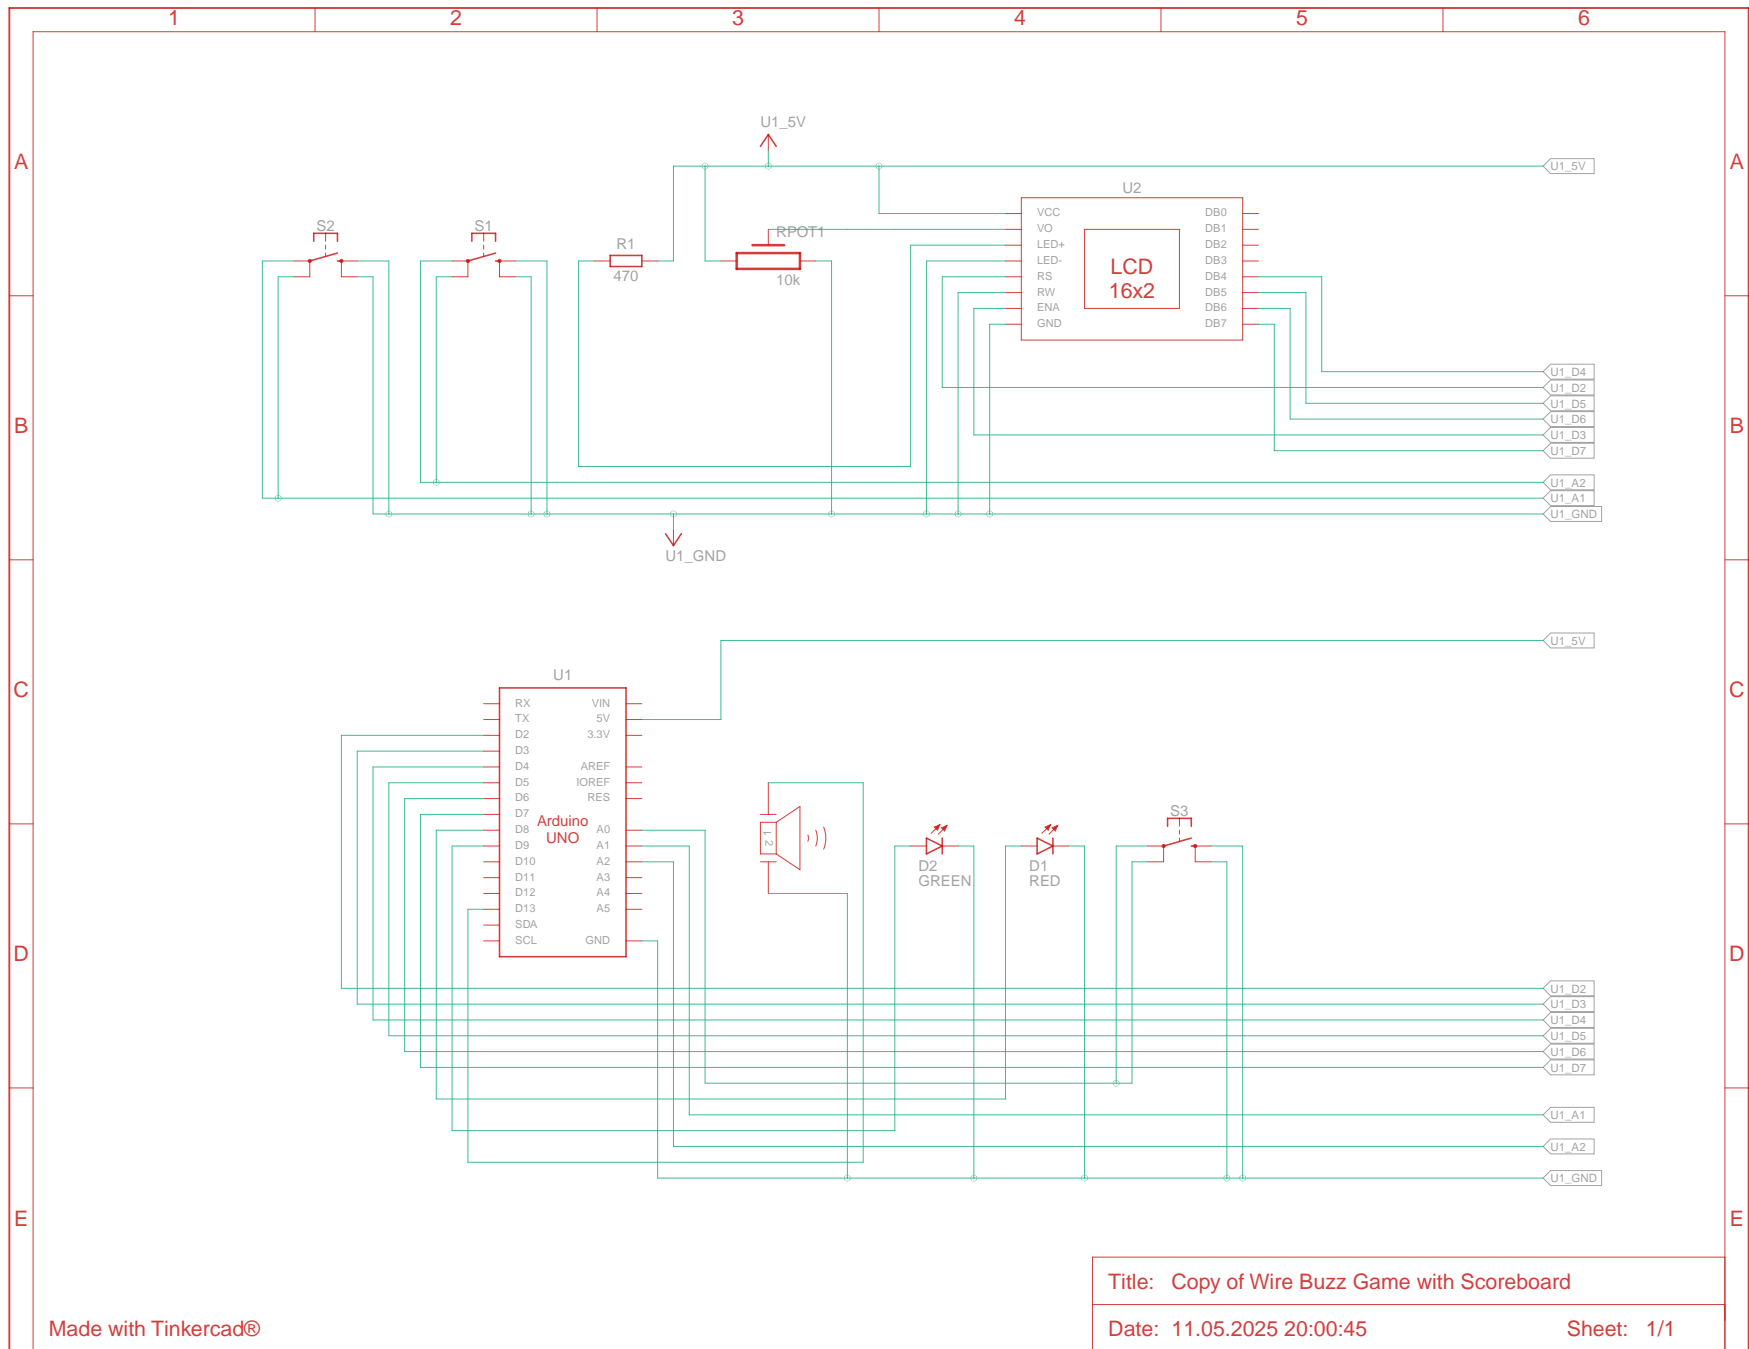 1 2 3 4 5 6
U1_5V
A A
U1_5V
U2
S2 S1 RPOT1
VCC DB0
VO DB1
R1 LED+ DB2
LED- DB3
470 10k RS DB4
RW DB5
ENA DB6
GND DB7
LCD
16x2
U1_D4
U1_D2
U1_D5
U1_D6
B B
U1_D3
U1_D7
U1_A2
U1_A1
U1_GND
U1_GND
U1_5V
C C
U1
RX VIN
TX 5V
D2 3.3V
D3
D4 AREF
D5 IOREF
D6 RES
D7
Arduino
UNO
D8 A0
D9 A1
D10 A2
D11 A3
D12 A4
D13 A5
SDA
SCL GND
1 2
S3
D2 D1
GREEN RED
D D
U1_D2
U1_D3
U1_D4
U1_D5
U1_D6
U1_D7
U1_A1
U1_A2
U1_GND
E E
Title: Copy of Wire Buzz Game with Scoreboard
Made with Tinkercad®
Date: 11.05.2025 20:00:45 Sheet: 1/1